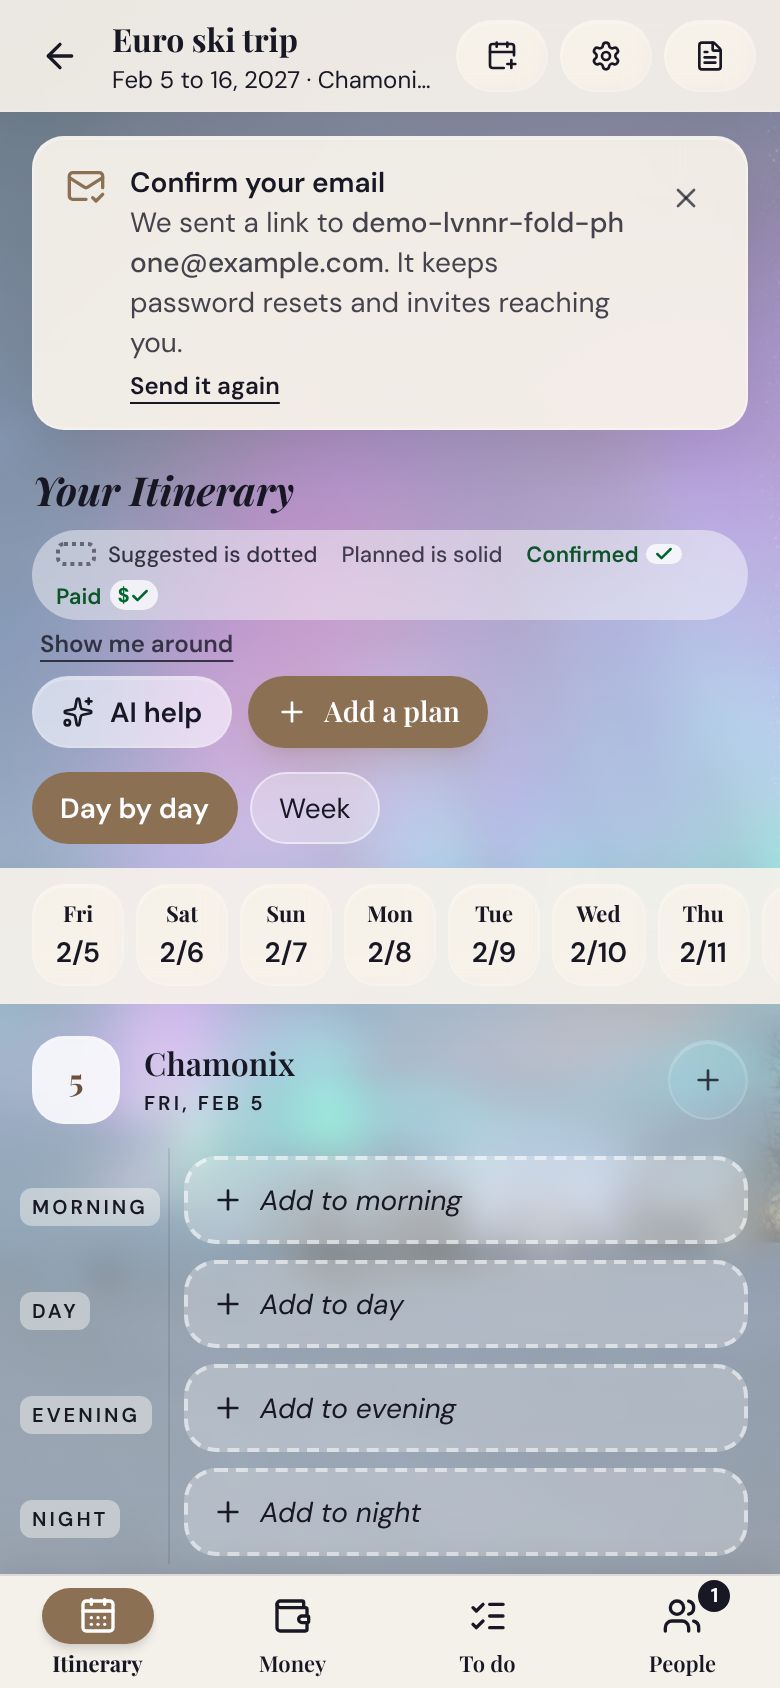 Euro ski trip
Feb 5 to 16, 2027 · Chamoni...
Confirm your email
We sent a link to demo-lvnnr-fold-ph
one@example.com. It keeps
password resets and invites reaching
you.
Send it again
Your Itinerary
Suggested is dotted Planned is solid Confirmed
Paid $
Show me around
AI help Add a plan
Day by day Week
Fri Sat Sun Mon Tue Wed Thu
2/5 2/6 2/7 2/8 2/9 2/10 2/11
5 Chamonix
FRI, FEB 5
MORNING Add to morning
DAY Add to day
EVENING Add to evening
NIGHT Add to night
1
Itinerary Money To do People